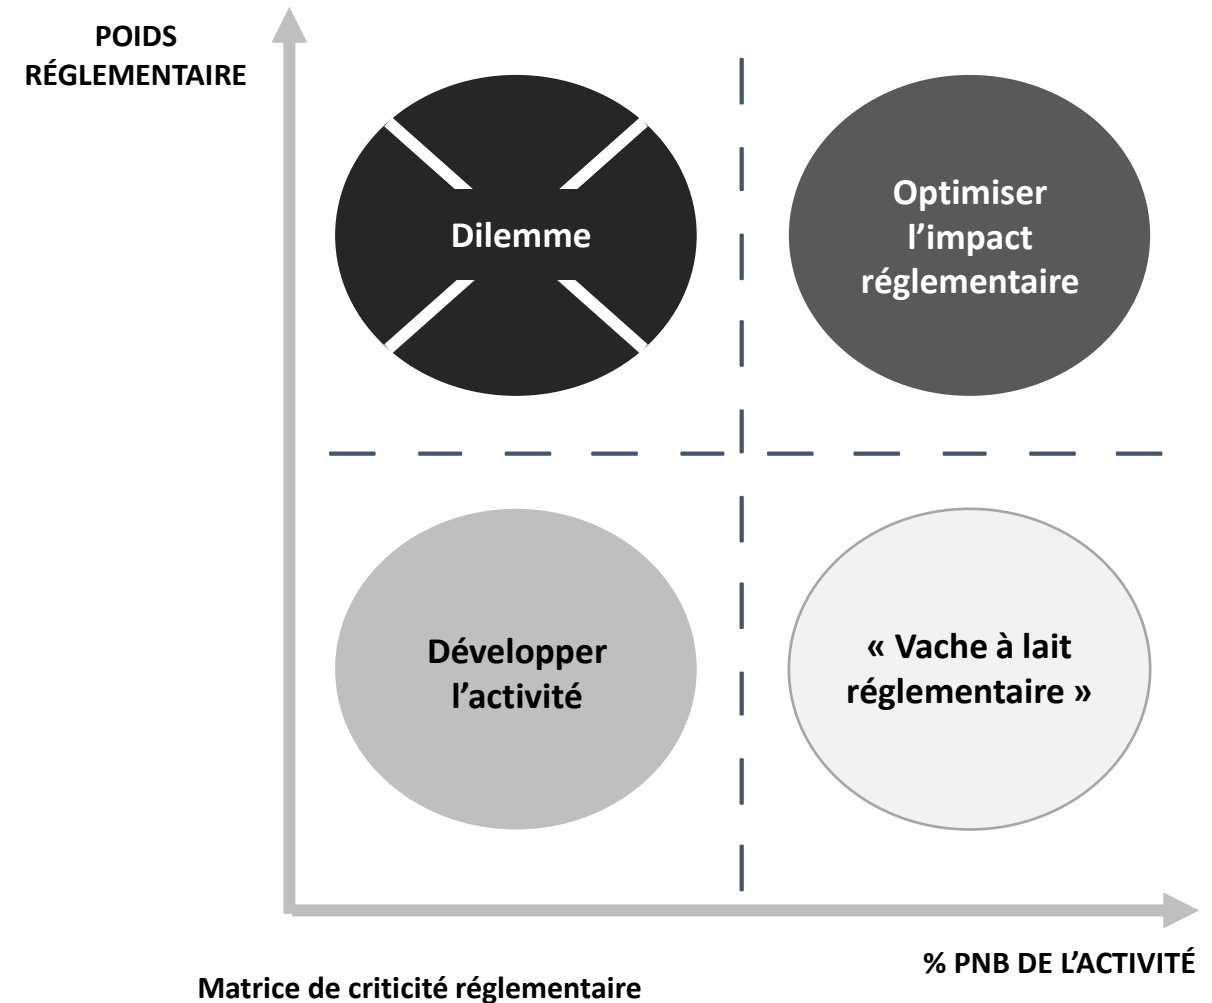 POIDS
RÉGLEMENTAIRE
Dilemme
Optimiser
l’impact
réglementaire
Développer
l’activité
« Vache à lait
réglementaire »
% PNB DE L’ACTIVITÉ
Matrice de criticité réglementaire